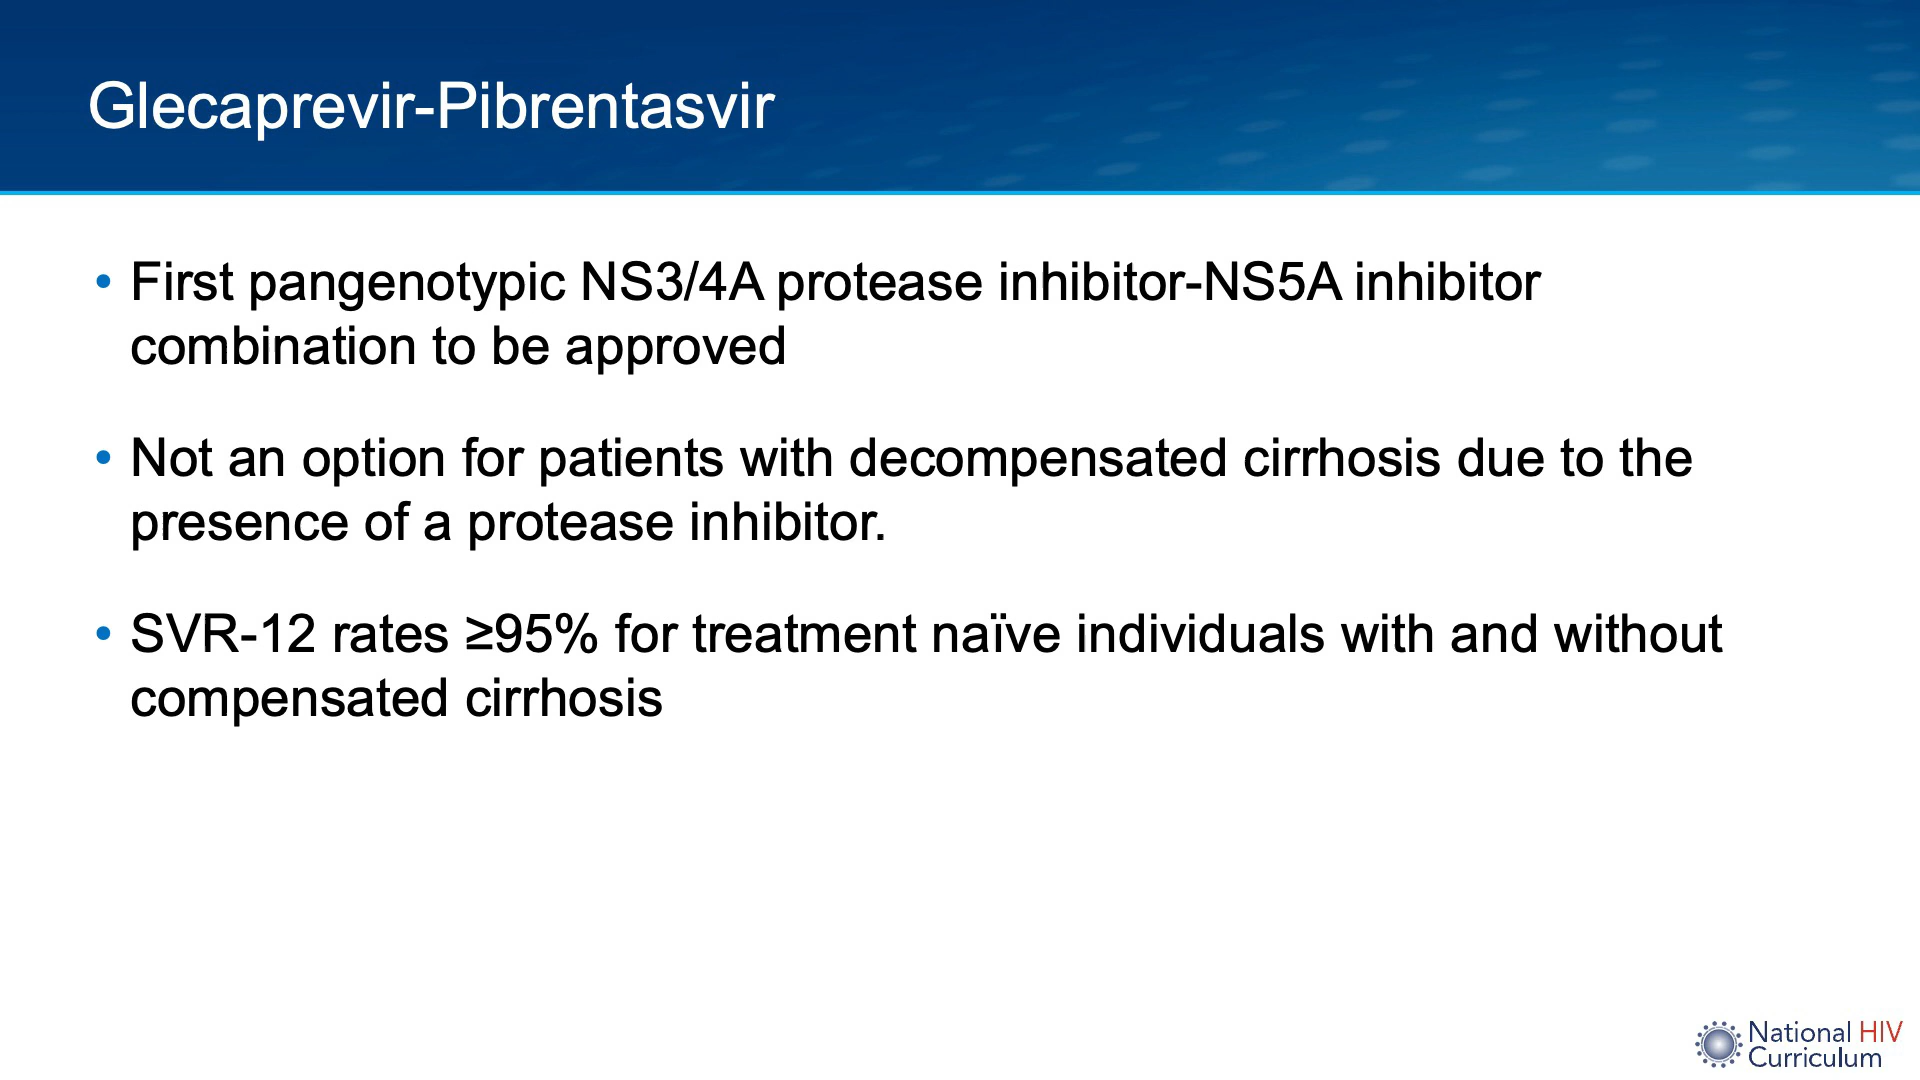 Glecaprevir-Pibrentasvir
• First pangenotypic NS3/4A protease inhibitor-NS5A inhibitor
combination to be approved
• Not an option for patients with decompensated cirrhosis due to the
presence of a protease inhibitor.
• SVR-12 rates ≥95% for treatment naïve individuals with and without
compensated cirrhosis
National HIV
Curriculum